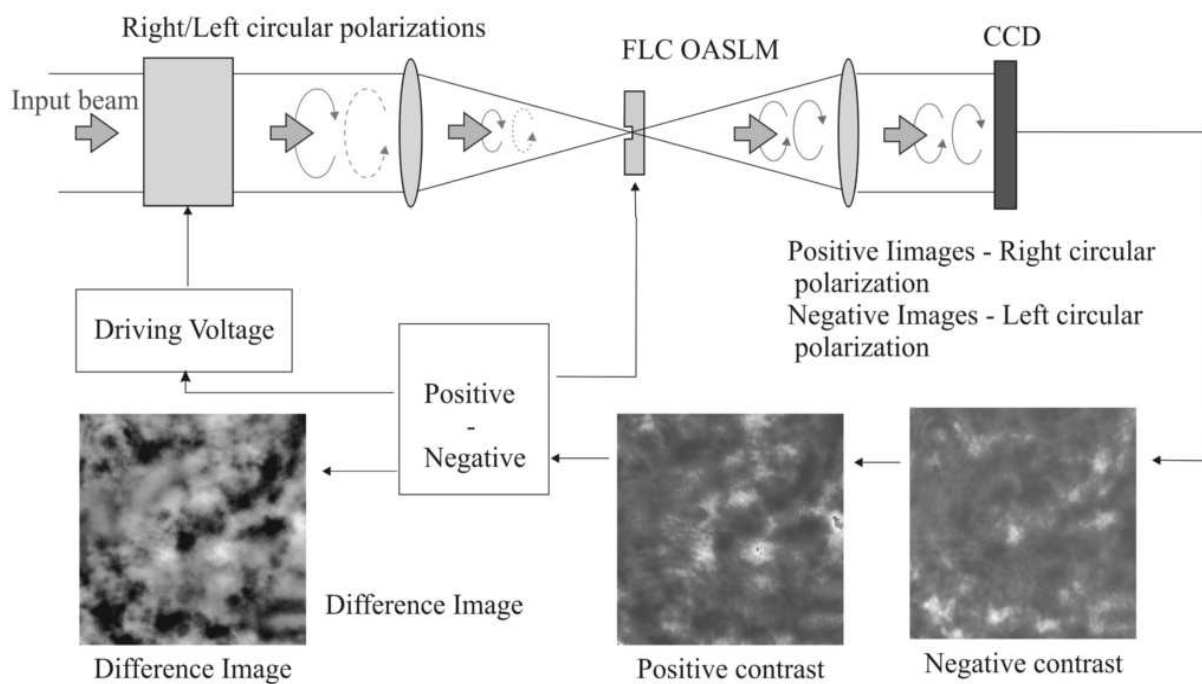 Right/Left circular polarizations
FLC OASLM
CCD
Input beam
Positive Iimages - Right circular
polarization
Negative Images - Left circular
polarization
Driving Voltage
Positive
-
Negative
Difference Image
Difference Image
Positive contrast
Negative contrast